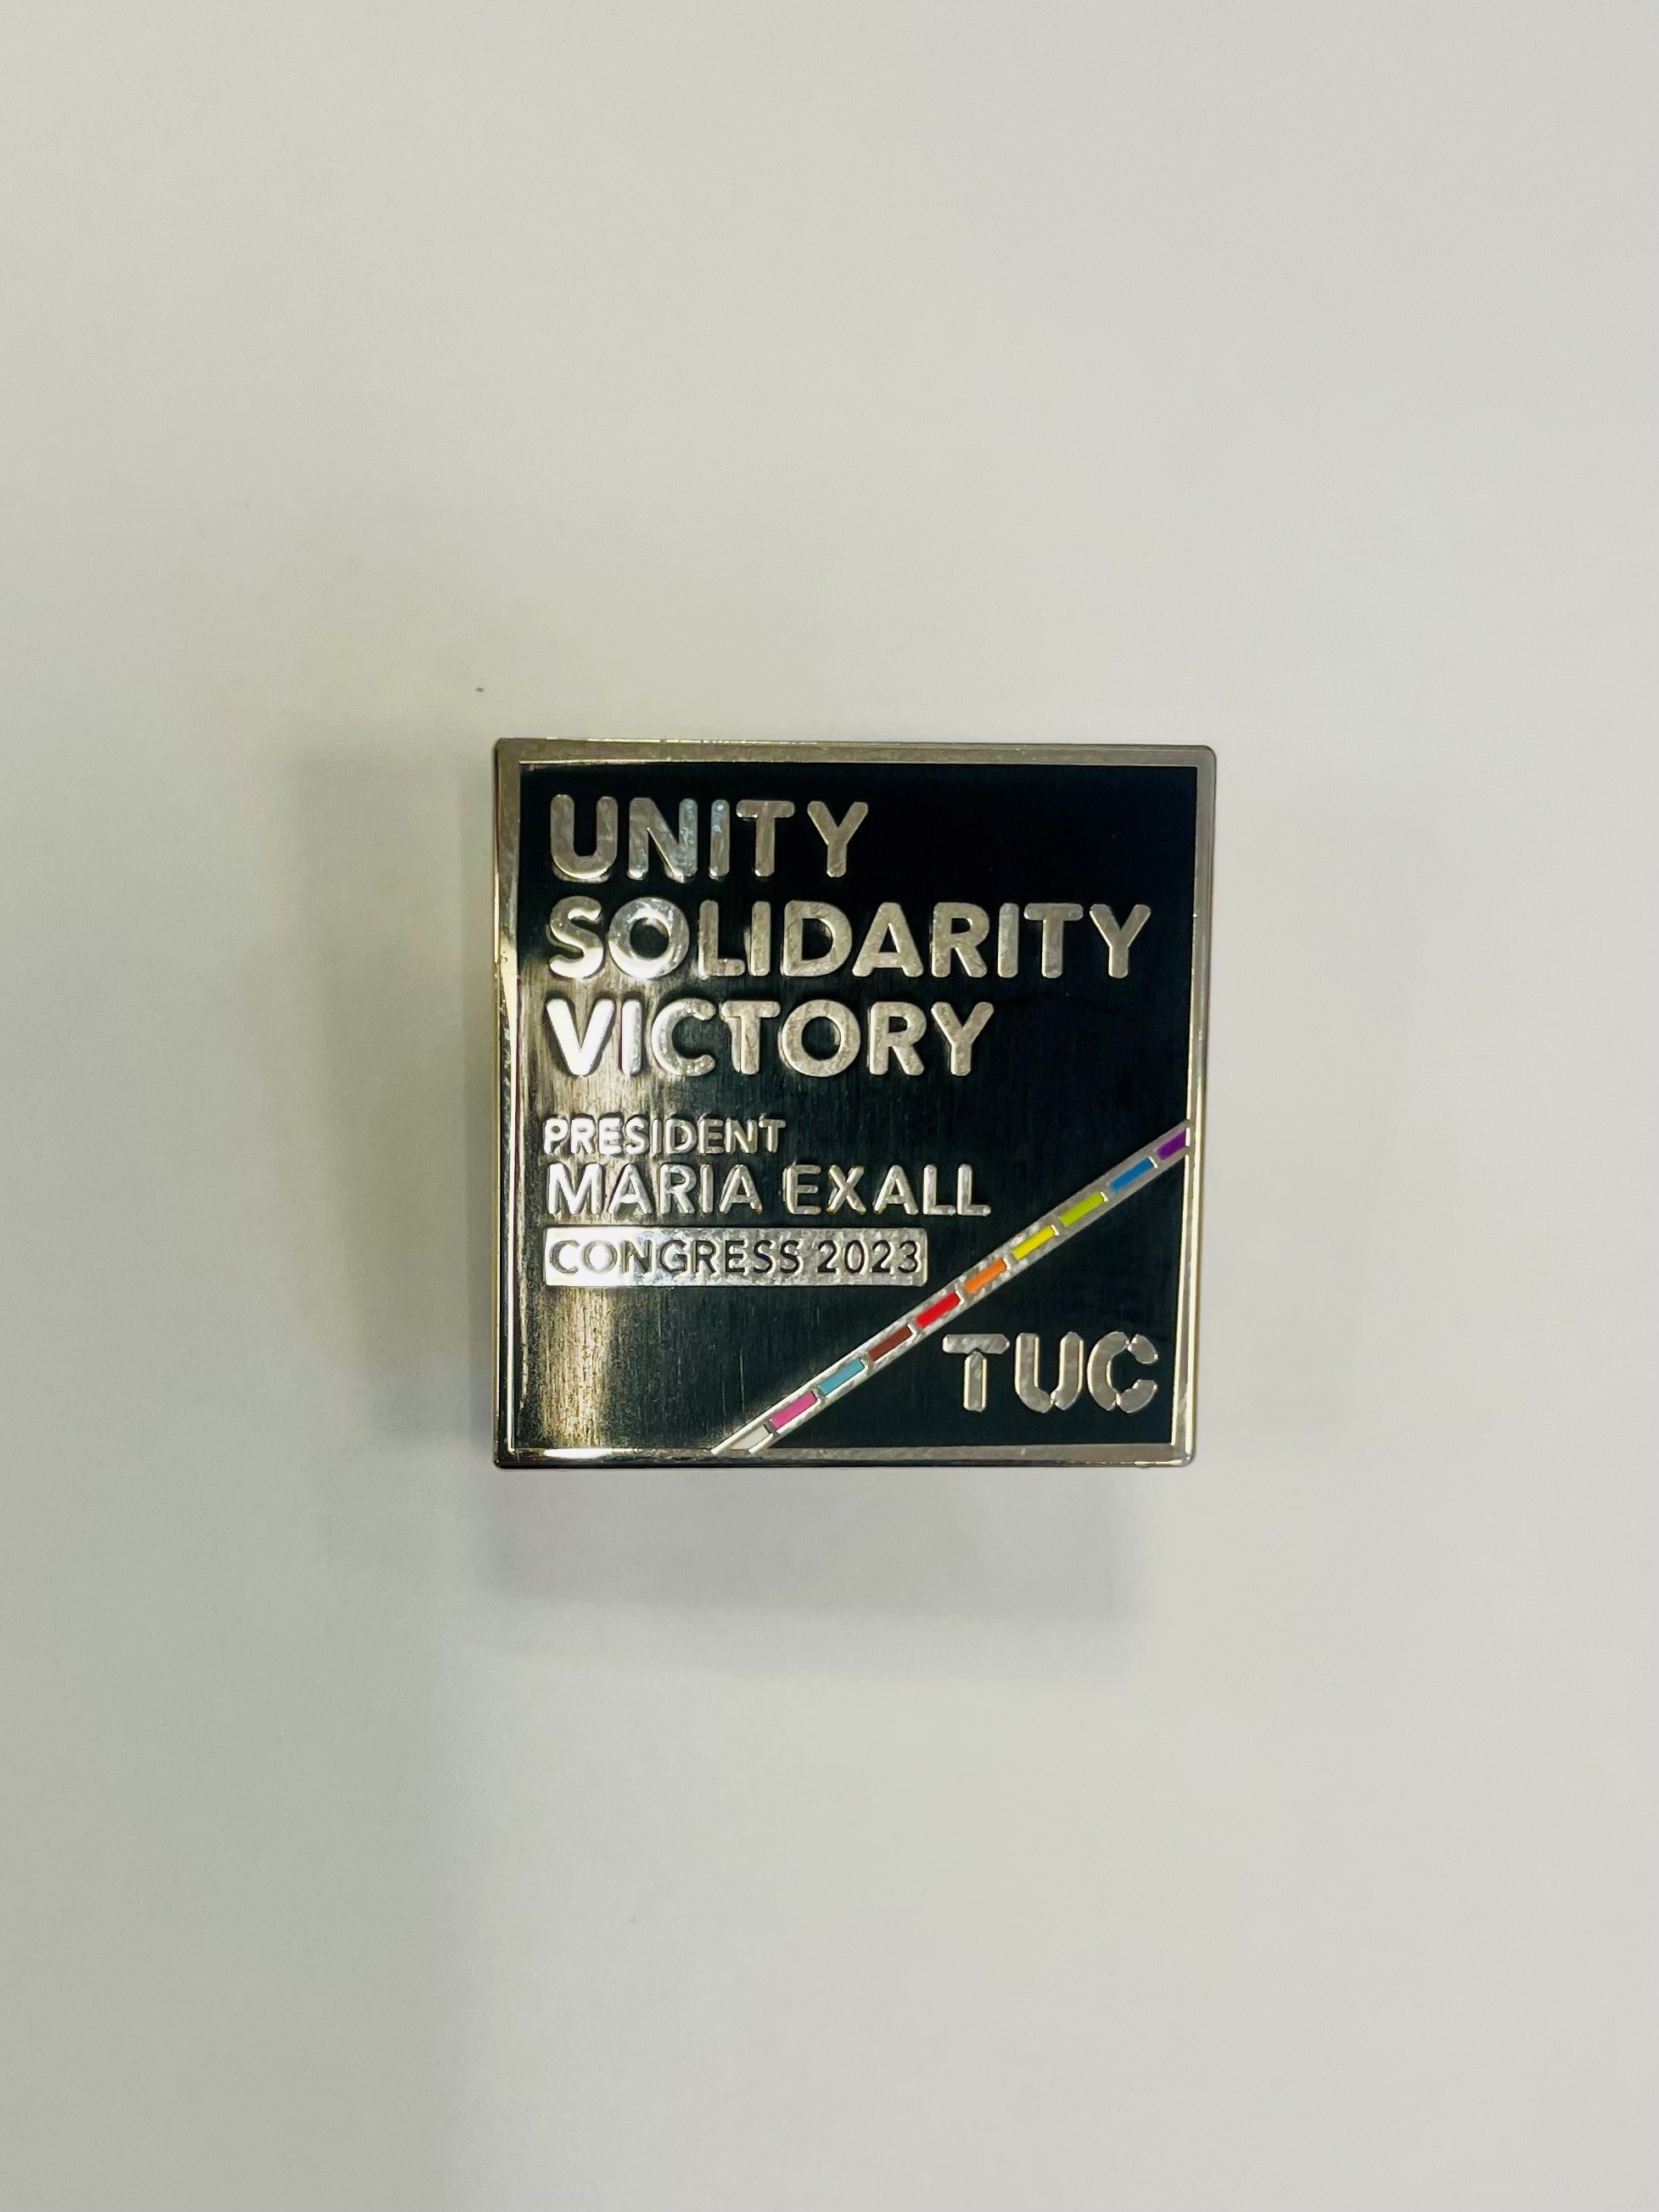 UNITY
SOLIDARITY
VICTORY
PRESIDENT
MARIA EXALL
CONGRESS 2023
TUC